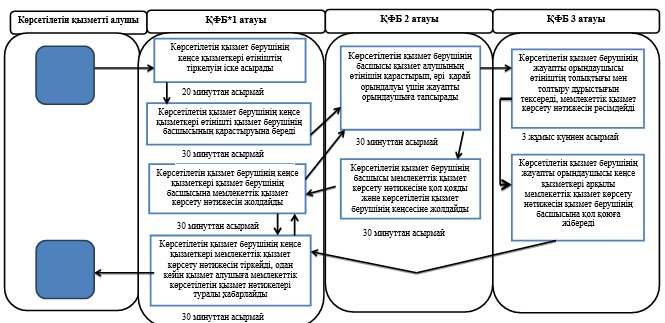 Көрсетілетін қызметті алушы
ҚФБ*1 атауы
ҚФБ 2 атауы
ҚФБ 3 атауы
Көрсетілетін қызмет берушінің
кеңсе қызметкері өтініштің
тіркелуін іске асырады
20 минуттан асырмай
Көрсетілетін қызмет берушінің кеңсе
қызметкері өтінішті қызмет берушінің
басшысының қарастыруына береді
30 минуттан асырмай
Көрсетілетін қызмет берушінің кеңсе
қызметкері қызмет берушінің
басшысына мемлекеттік қызмет
көрсету нәтижесін жолдайды
30 минуттан асырмай
Көрсетілетін қызмет берушінің кеңсе
қызметкері мемлекеттік қызмет
көрсету нәтижесін тіркейді, одан
кейін қызмет алушыға мемлекеттік
көрсетілетін қызмет нәтижелері
туралы хабарлайды
30 минуттан асырмай
Көрсетілетін қызмет берушінің
басшысы қызмет алушының
өтінішін қарастырып, әрі қарай
орындалуы үшін жауапты
орындаушыға тапсырады
30 минуттан асырмай
Көрсетілетін қызмет берушінің
басшысы мемлекеттік қызмет
көрсету нәтижесіне қол қояды
және көрсетілетін қызмет
берушінің кеңсесіне жолдайды
30 минуттан асырмай
Көрсетілетін қызмет берушінің
жауапты орындаушысы
өтініштің толықтығы мен
толтыру дұрыстығын
тексереді, мемлекеттік қызмет
көрсету нәтижесін рәсімдейді
3 жұмыс күннен асырмай
Көрсетілетін қызмет берушінің
жауапты орындаушысы кеңсе
қызметкері арқылы
мемлекеттік қызмет көрсету
нәтижесін қызмет берушінің
басшысына қол қоюға
жібереді